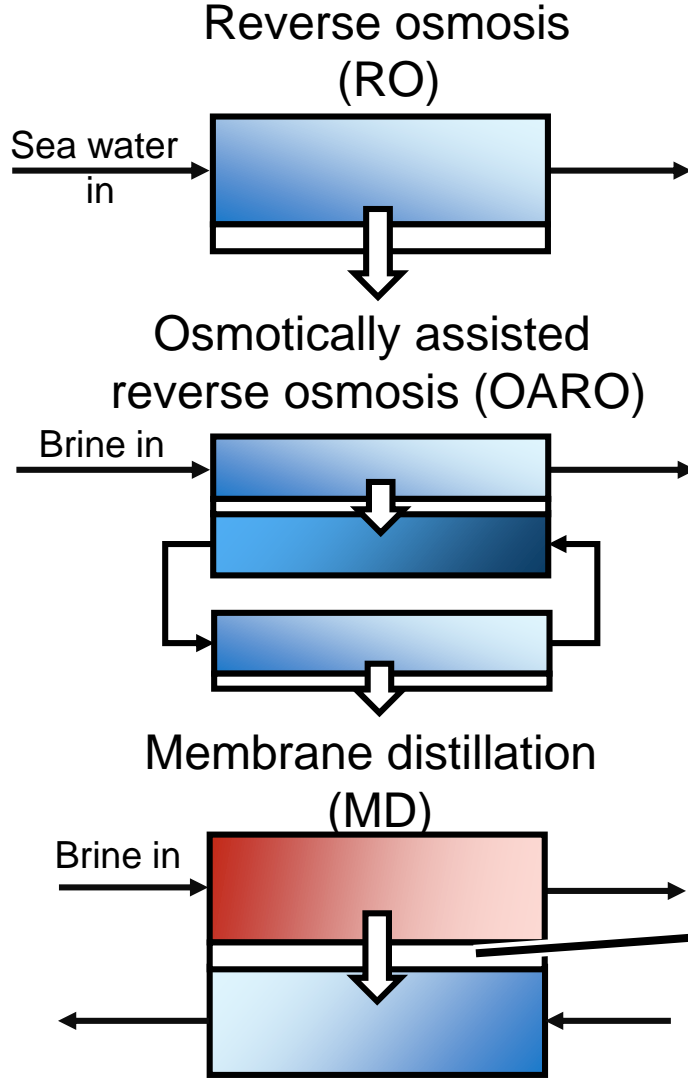 Reverse osmosis
(RO)
Sea water
in
Osmotically assisted
reverse osmosis (OARO)
Brine in
Membrane distillation
(MD)
Brine in